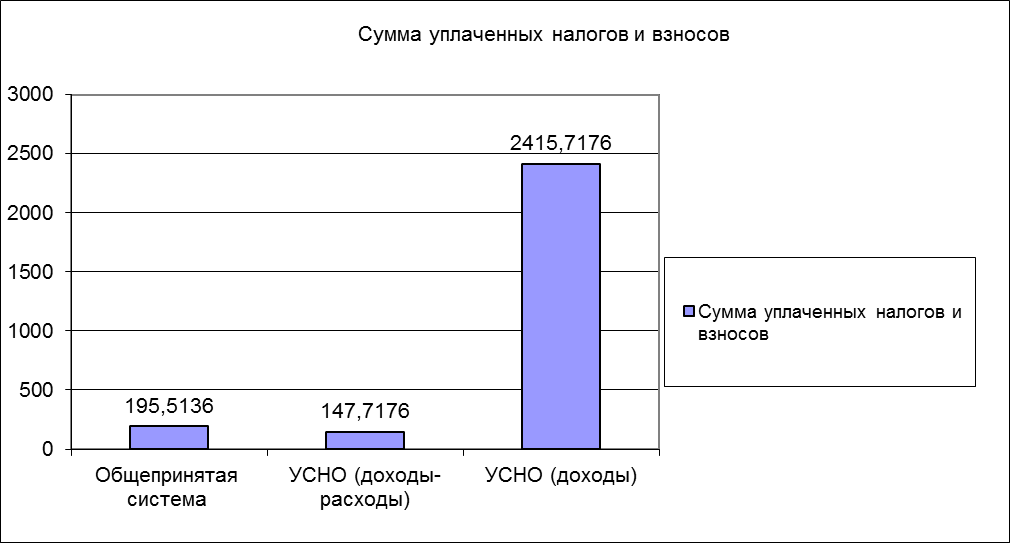 Сумма уплаченных налогов и взносов
3000
2500
2000
1500
1000
500
0
2415,7176
195,5136
147,7176
Общепринятая
система
УСНО (доходы-
расходы)
УСНО (доходы)
Сумма уплаченных налогов и
взносов